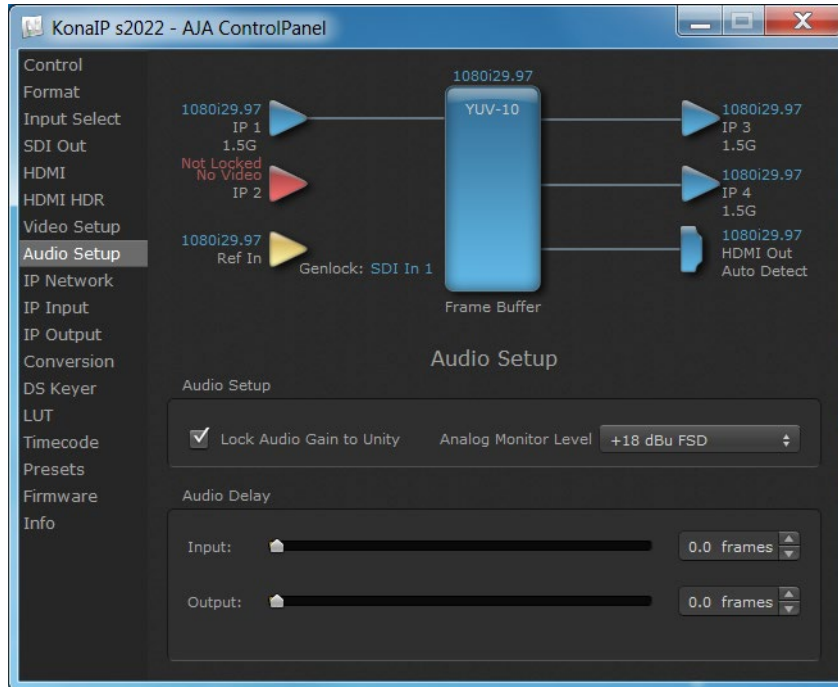 KonaIP s2022 - AJA ControlPanel
Control
Format
Input Select
SDI Out
HDMI
HDMI HDR
Video Setup
Audio Setup
IP Network
IP Input
IP Output
Conversion
DS Keyer
LUT
Timecode
Presets
Firmware
Info
1080i29.97
IP 1
1.5G
Not Locked
No Video
IP 2
1080i29.97
Ref In
Genlock: SDI In 1
1080i29.97
YUV-10
Frame Buffer
1080i29.97
IP 3
1.5G
1080i29.97
IP 4
1.5G
1080i29.97
HDMI Out
Auto Detect
Audio Setup
Audio Setup
Lock Audio Gain to Unity Analog Monitor Level +18 dBu FSD
Audio Delay
Input: 0.0 frames
Output: 0.0 frames